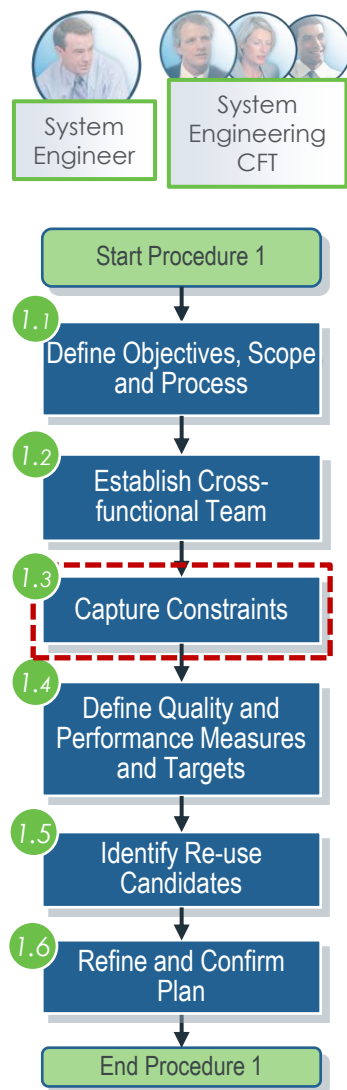 System
Engineer
System
Engineering
CFT
Start Procedure 1
1.1
Define Objectives, Scope
and Process
1.2
Establish Cross-
functional Team
1.3
Capture Constraints
1.4
Define Quality and
Performance Measures
and Targets
1.5
Identify Re-use
Candidates
1.6
Refine and Confirm
Plan
End Procedure 1